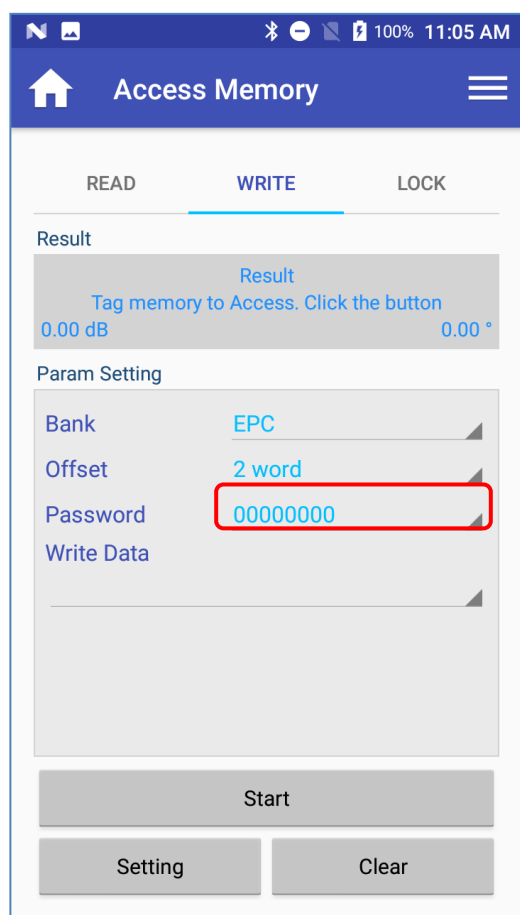 100% 11:05 AM
Access Memory
READ WRITE LOCK
Result
Result
Tag memory to Access. Click the button
0.00 dB 0.00 °
Param Setting
Bank EPC
Offset 2 word
Password 00000000
Write Data
Start
Setting Clear